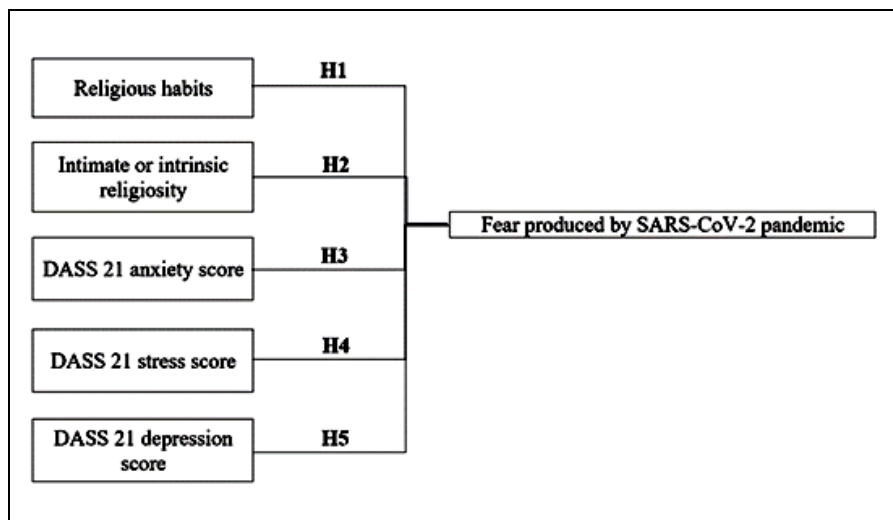 Religious habits
H1
Intimate or intrinsic
religiosity
H2
Fear produced by SARS-CoV-2 pandemic
DASS 21 anxiety score
H3
DASS 21 stress score
H4
DASS 21 depression
score
H5